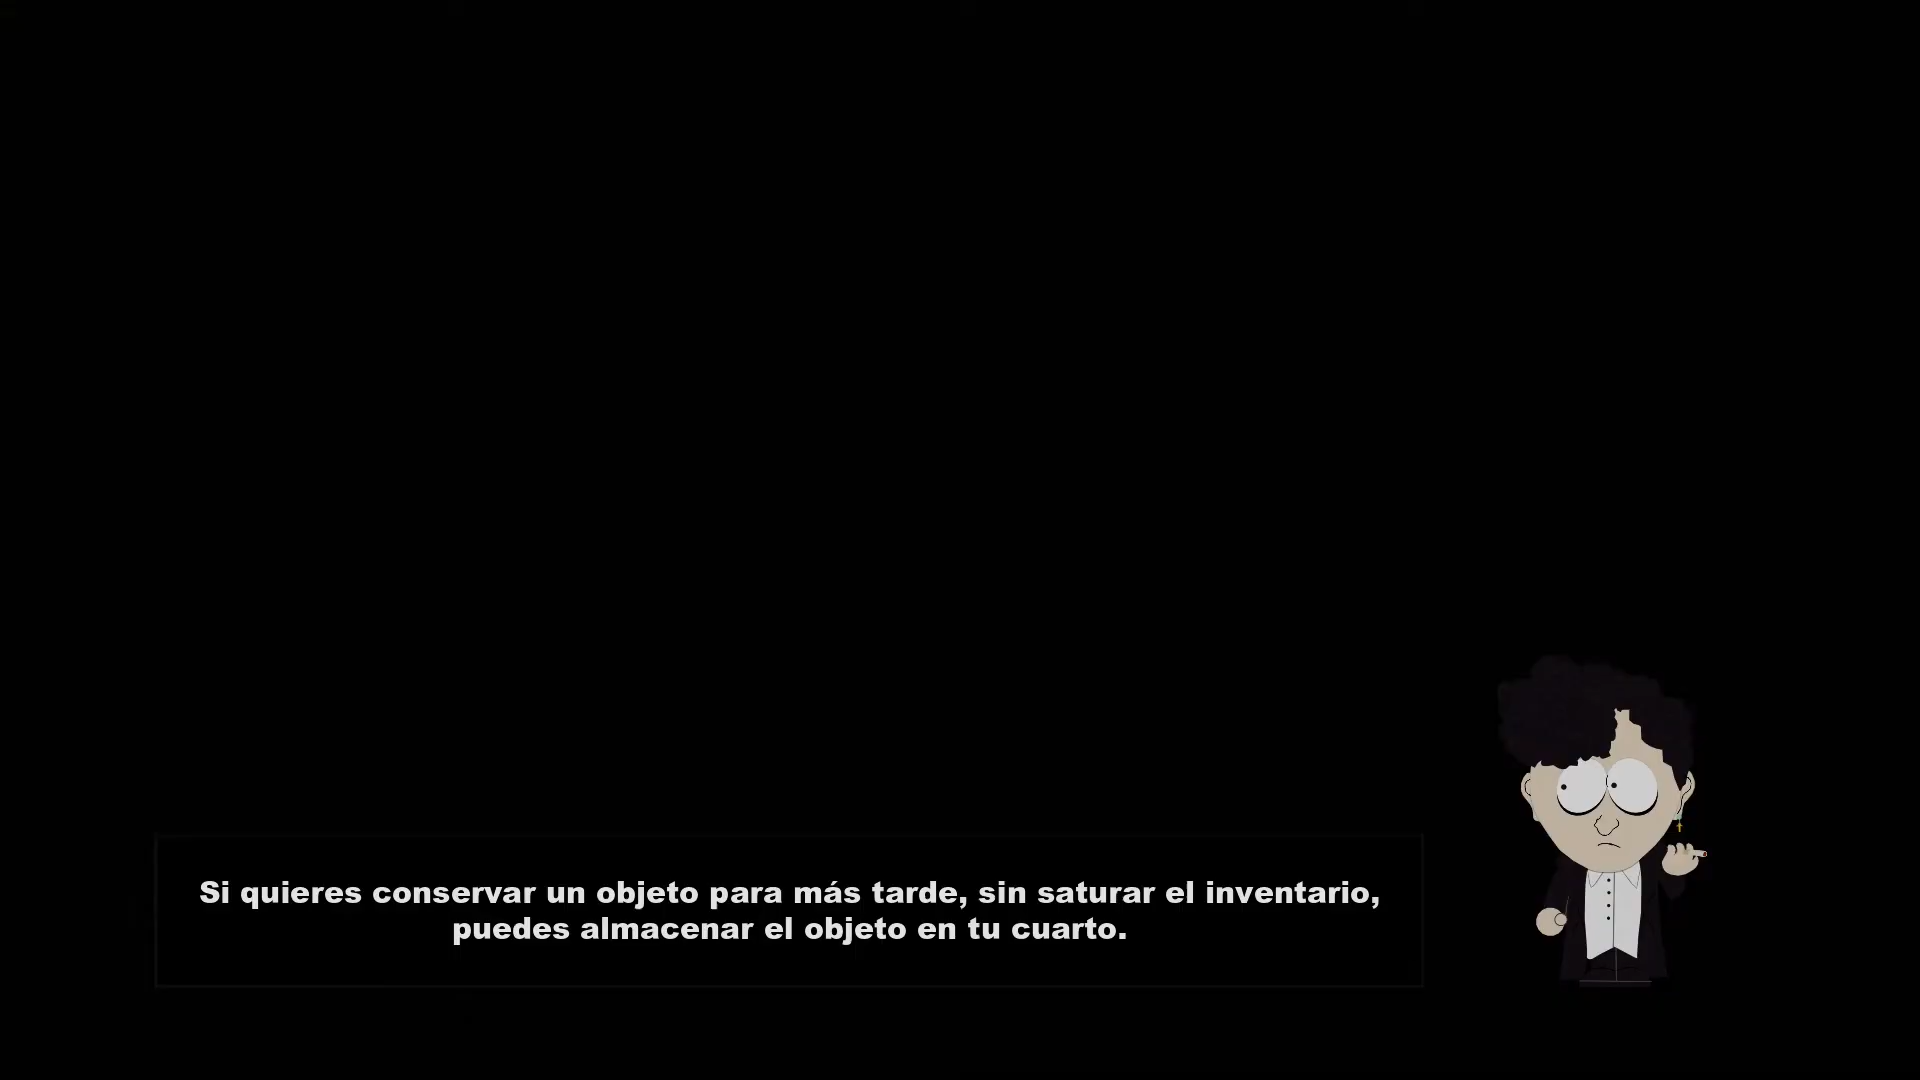 Si quieres conservar un objeto para más tarde, sin saturar el inventario,
puedes almacenar el objeto en tu cuarto.